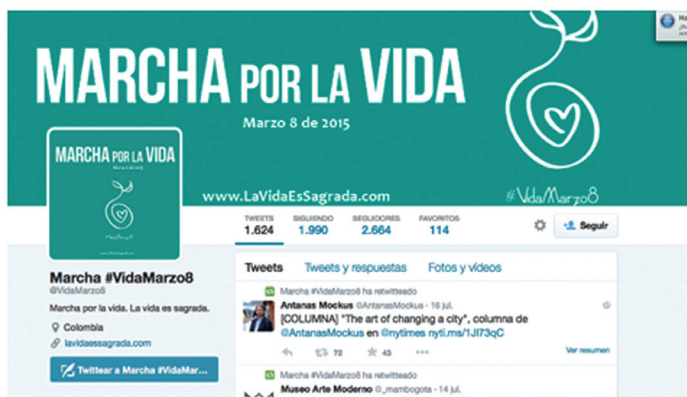 Ha
MARCHA POR LA VIDA
Marzo 8 de 2015
MARCHA POR LA VIDA
www.LaVidaEsSagrada.com
#VidaMarzo8
TWEETS SIGUIENDO SEGUIDORES FAVORITOS
1.624 1.990 2.664 114
Seguir
Marcha #VidaMarzo8
@VidaMarzo8
Marcha por la vida. La vida es sagrada.
Colombia
lavidaessagrada.com
Twittear a Marcha #VidaMar...
Tweets Tweets y respuestas Fotos y vídeos
Marcha #VidaMarzo8 ha retwitteado
Antanas Mockus @AntanasMockus · 16 jul.
[COLUMNA] "The art of changing a city", columna de
@AntanasMockus en @nytimes nyti.ms/1JI73qC
72 43
Ver resumen
Marcha #VidaMarzo8 ha retwitteado
Museo Arte Moderno @_mambogota · 14 jul.